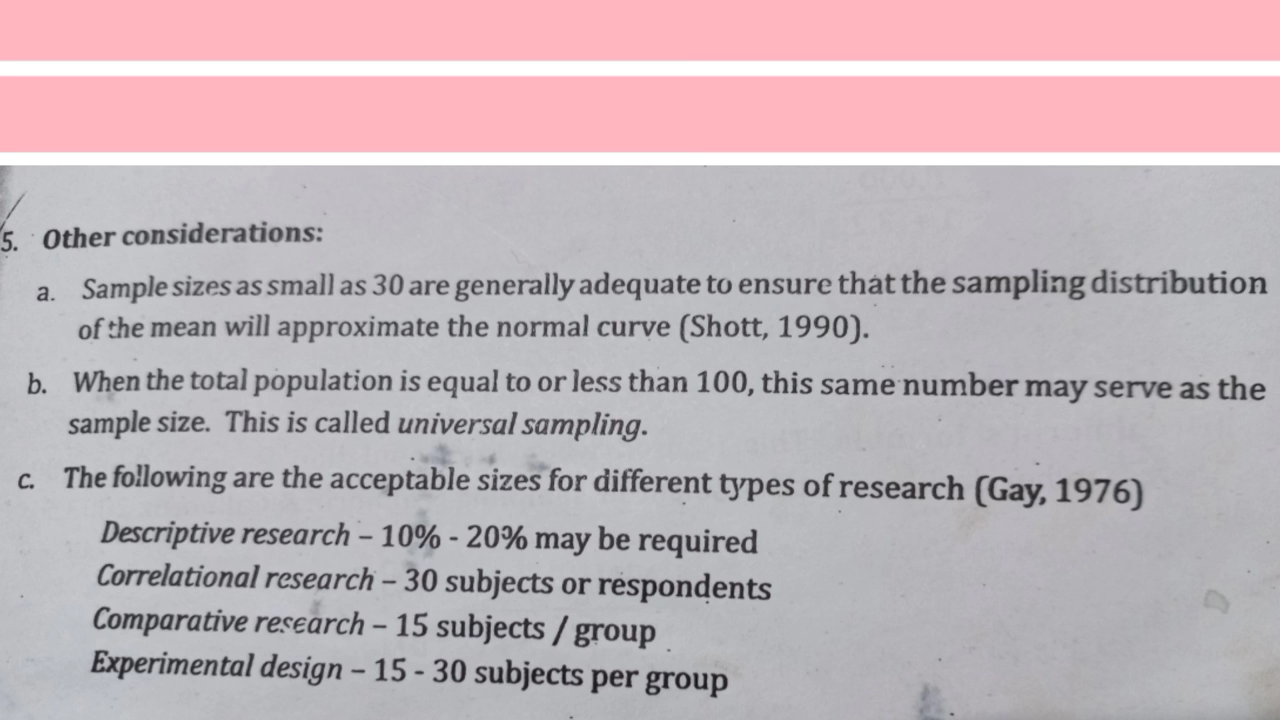 5. Other considerations:
a. Sample sizes as small as 30 are generally adequate to ensure that the sampling distribution
of the mean will approximate the normal curve (Shott, 1990).
b. When the total population is equal to or less than 100, this same number may serve as the
sample size. This is called universal sampling.
c. The following are the acceptable sizes for different types of research (Gay, 1976)
Descriptive research – 10% - 20% may be required
Correlational research – 30 subjects or respondents
Comparative research – 15 subjects / group
Experimental design – 15 - 30 subjects per group